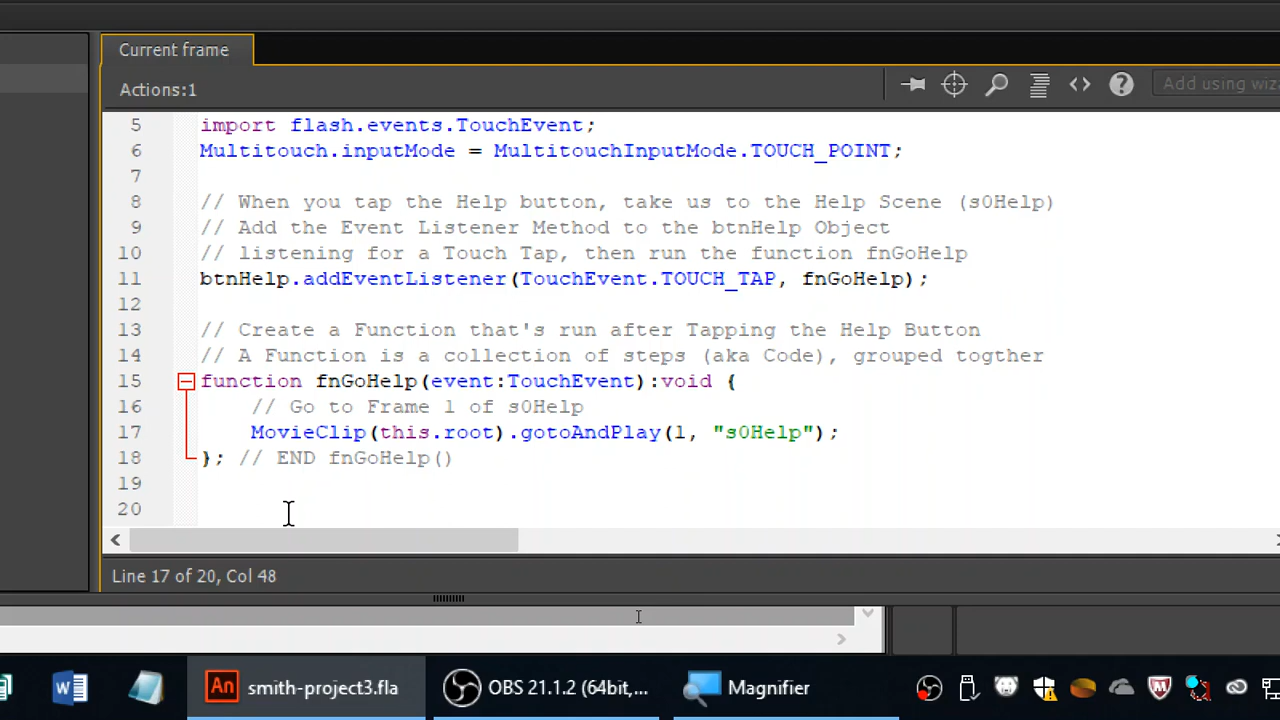 Current frame
Actions:1
Add using wiz
5 import flash.events.TouchEvent;
6 Multitouch.inputMode = MultitouchInputMode.TOUCH_POINT;
7
8 // When you tap the Help button, take us to the Help Scene (s0Help)
9 // Add the Event Listener Method to the btnHelp Object
10 // listening for a Touch Tap, then run the function fnGoHelp
11 btnHelp.addEventListener(TouchEvent.TOUCH_TAP, fnGoHelp);
12
13 // Create a Function that's run after Tapping the Help Button
14 // A Function is a collection of steps (aka Code), grouped togther
15 function fnGoHelp(event:TouchEvent):void {
16 // Go to Frame 1 of s0Help
17 MovieClip(this.root).gotoAndPlay(1, "s0Help");
18 }; // END fnGoHelp()
19
20
Line 17 of 20, Col 48
An smith-project3.fla
OBS 21.1.2 (64bit,...
Magnifier